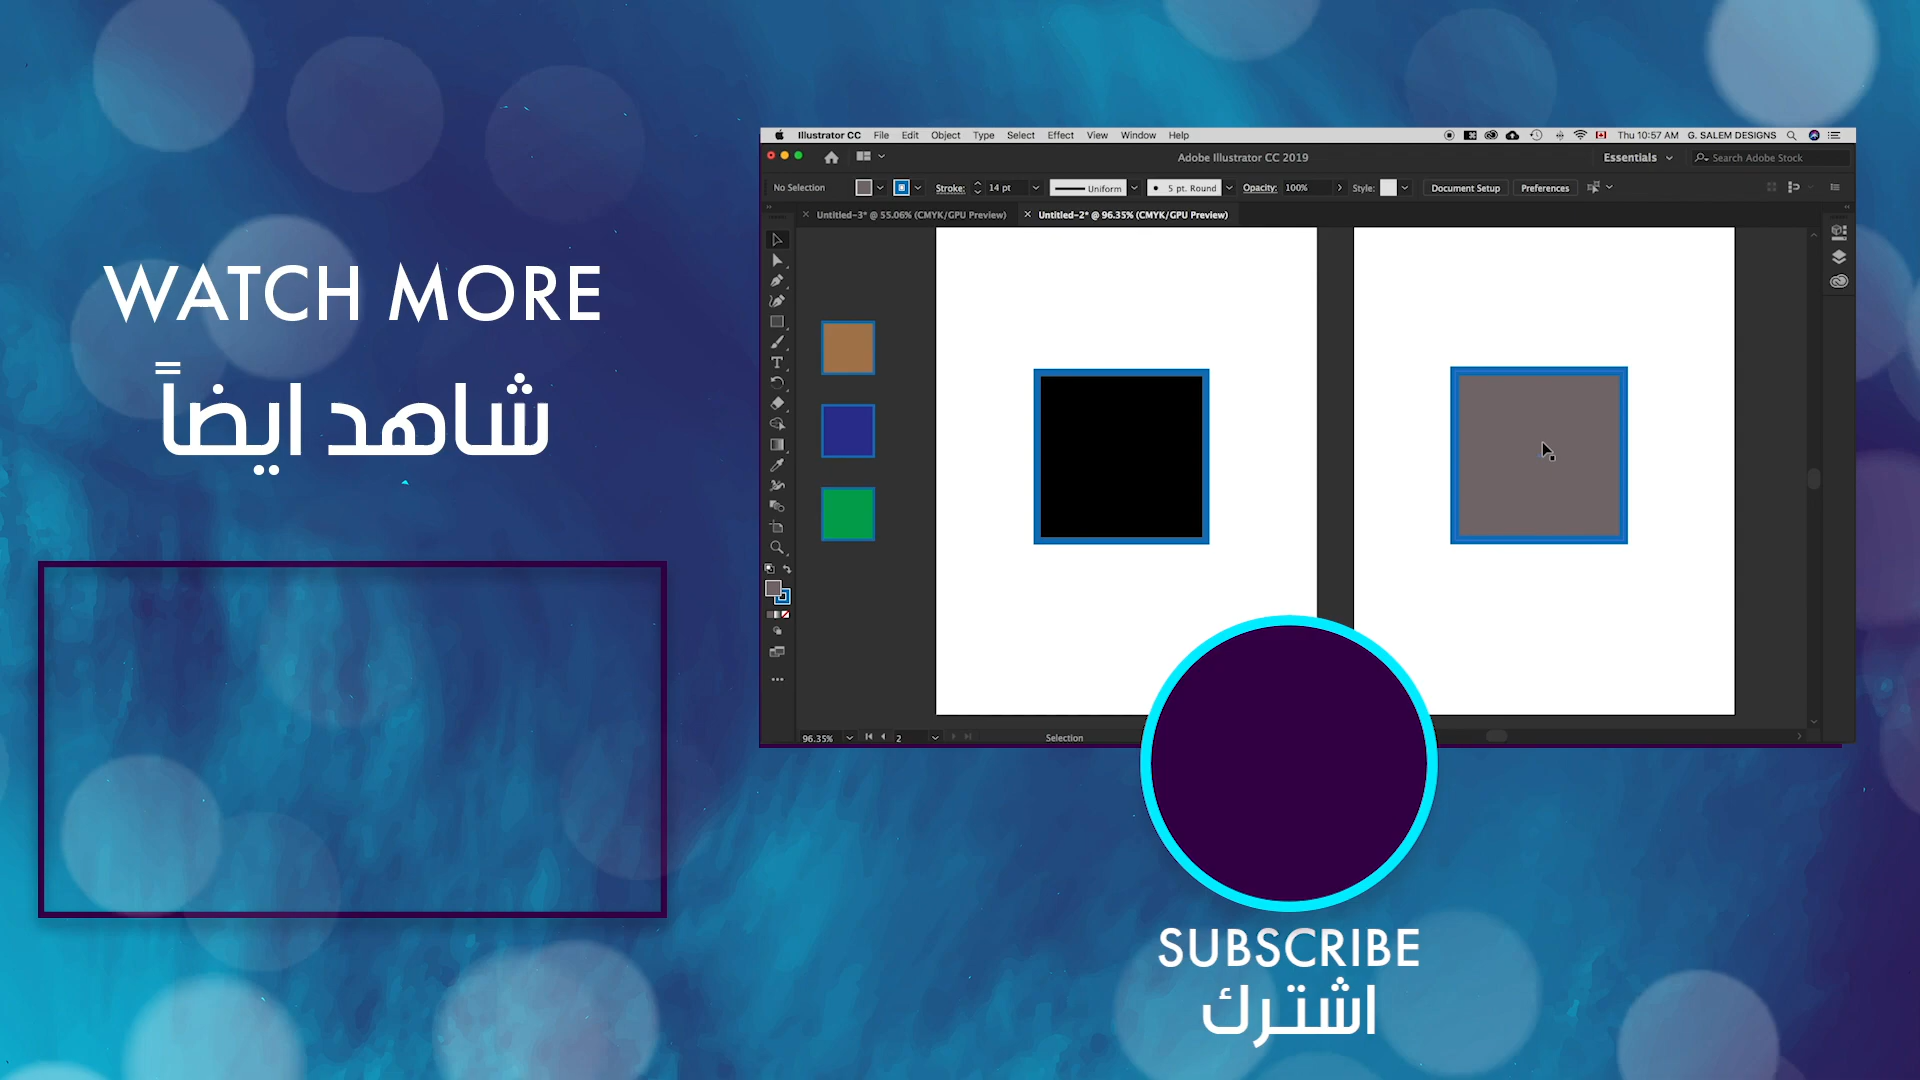 WATCH MORE
شاهد ايضاً
Illustrator CC File Edit Object Type Select Effect View Window Help
Thu 10:57 AM G. SALEM DESIGNS
Adobe Illustrator CC 2019
Essentials
Search Adobe Stock
No Selection
Stroke: 14 pt
Uniform
5 pt. Round
Opacity: 100%
Style:
Document Setup
Preferences
Untitled-3* @ 55.06% (CMYK/GPU Preview)
Untitled-2* @ 96.35% (CMYK/GPU Preview)
96.35%
2
Selection
SUBSCRIBE
اشترك